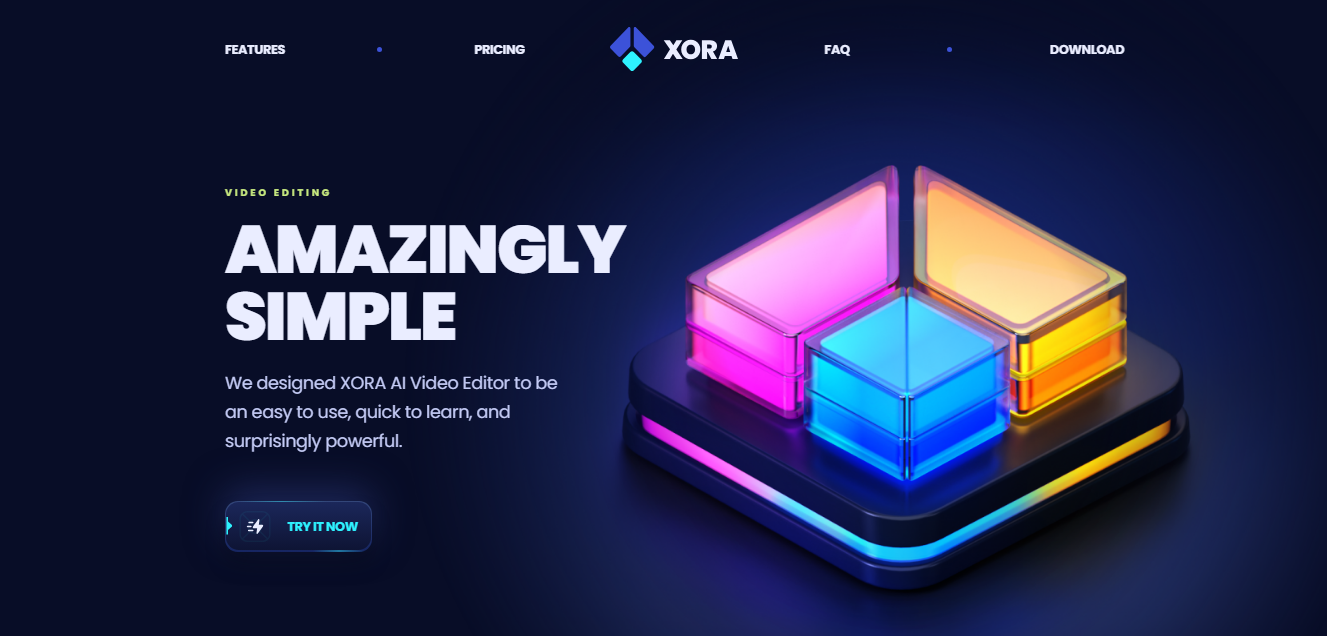 FEATURES
PRICING
XORA
FAQ
DOWNLOAD
VIDEO EDITING
AMAZINGLY
SIMPLE
We designed XORA AI Video Editor to be
an easy to use, quick to learn, and
surprisingly powerful.
TRY IT NOW